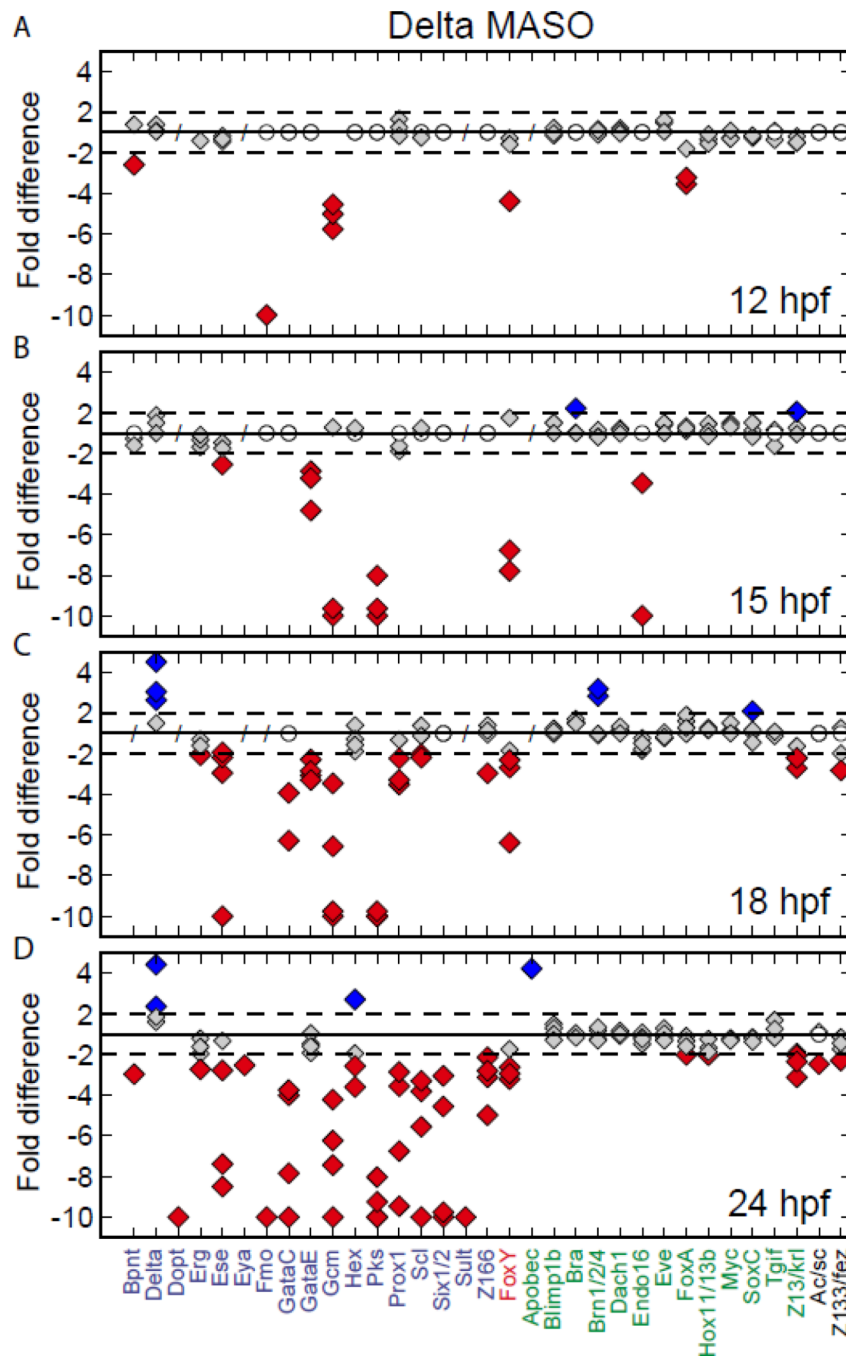 Delta MASO
A
4
2
-2
-4
-6
-8
-10
Fold difference
/ / /
12 hpf
B
4
2
-2
-4
-6
-8
-10
Fold difference
/ / /
15 hpf
C
4
2
-2
-4
-6
-8
-10
Fold difference
/ / / / / /
18 hpf
D
4
2
-2
-4
-6
-8
-10
Fold difference
24 hpf
Bpnt
Delta
Dopt
Erg
Ese
Eya
Fmo
GataC
GataE
Gcm
Hex
Pks
Prox1
Scl
Six1/2
Sult
Z166
FoxY
Apobec
Blimp1b
Bra
Brn1/2/4
Dach1
Endo16
Eve
FoxA
Hox11/13b
Myc
SoxC
Tgif
Z13/krl
Ac/sc
Z133/fez